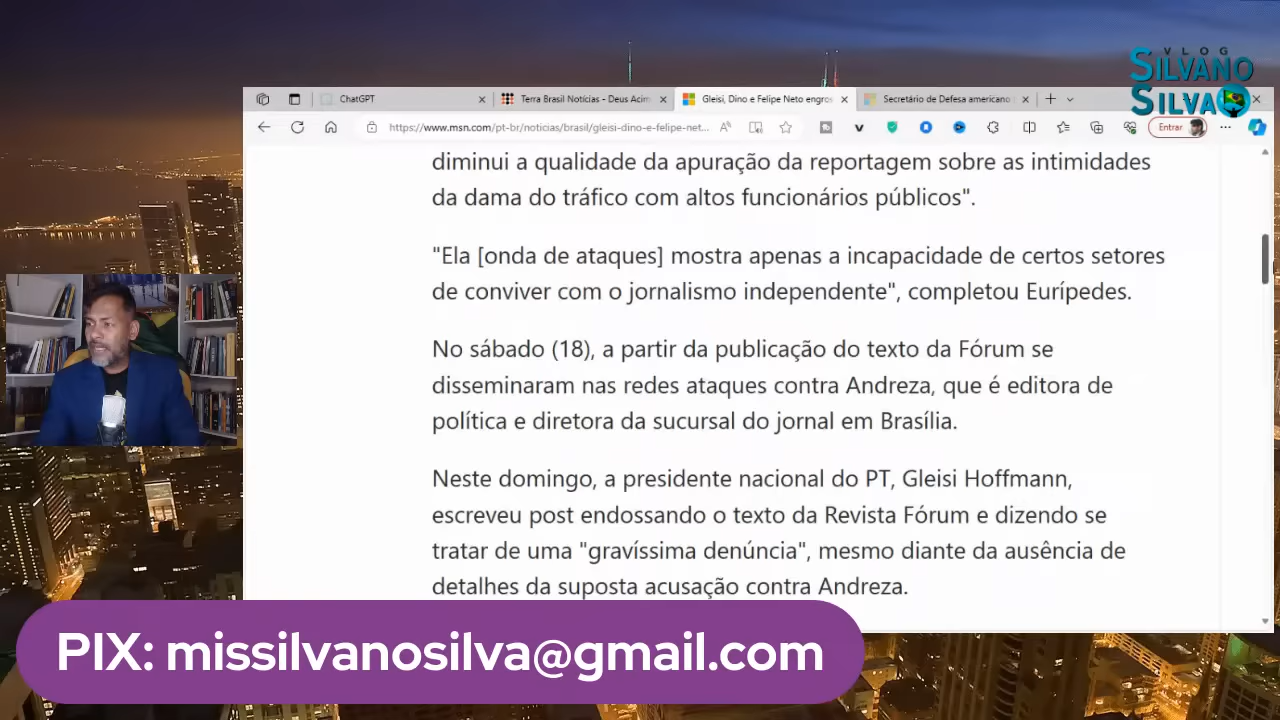 VLOG
SILVANO
SILVA
ChatGPT
Terra Brasil Notícias - Deus Acim
Gleisi, Dino e Felipe Neto engros
Secretário de Defesa americano
https://www.msn.com/pt-br/noticias/brasil/gleisi-dino-e-felipe-net...
Entrar
diminui a qualidade da apuração da reportagem sobre as intimidades
da dama do tráfico com altos funcionários públicos".
"Ela [onda de ataques] mostra apenas a incapacidade de certos setores
de conviver com o jornalismo independente", completou Eurípedes.
No sábado (18), a partir da publicação do texto da Fórum se
disseminaram nas redes ataques contra Andreza, que é editora de
política e diretora da sucursal do jornal em Brasília.
Neste domingo, a presidente nacional do PT, Gleisi Hoffmann,
escreveu post endossando o texto da Revista Fórum e dizendo se
tratar de uma "gravíssima denúncia", mesmo diante da ausência de
detalhes da suposta acusação contra Andreza.
PIX: missilvanosilva@gmail.com